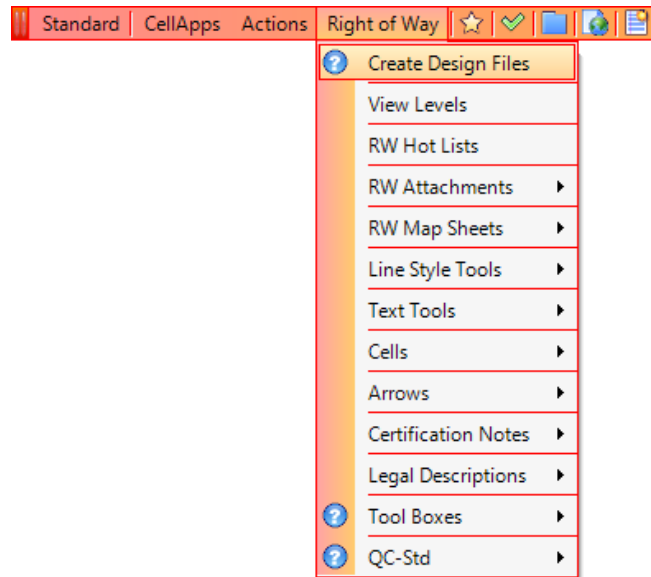 Standard CellApps Actions Right of Way
Create Design Files
View Levels
RW Hot Lists
RW Attachments
RW Map Sheets
Line Style Tools
Text Tools
Cells
Arrows
Certification Notes
Legal Descriptions
Tool Boxes
QC-Std